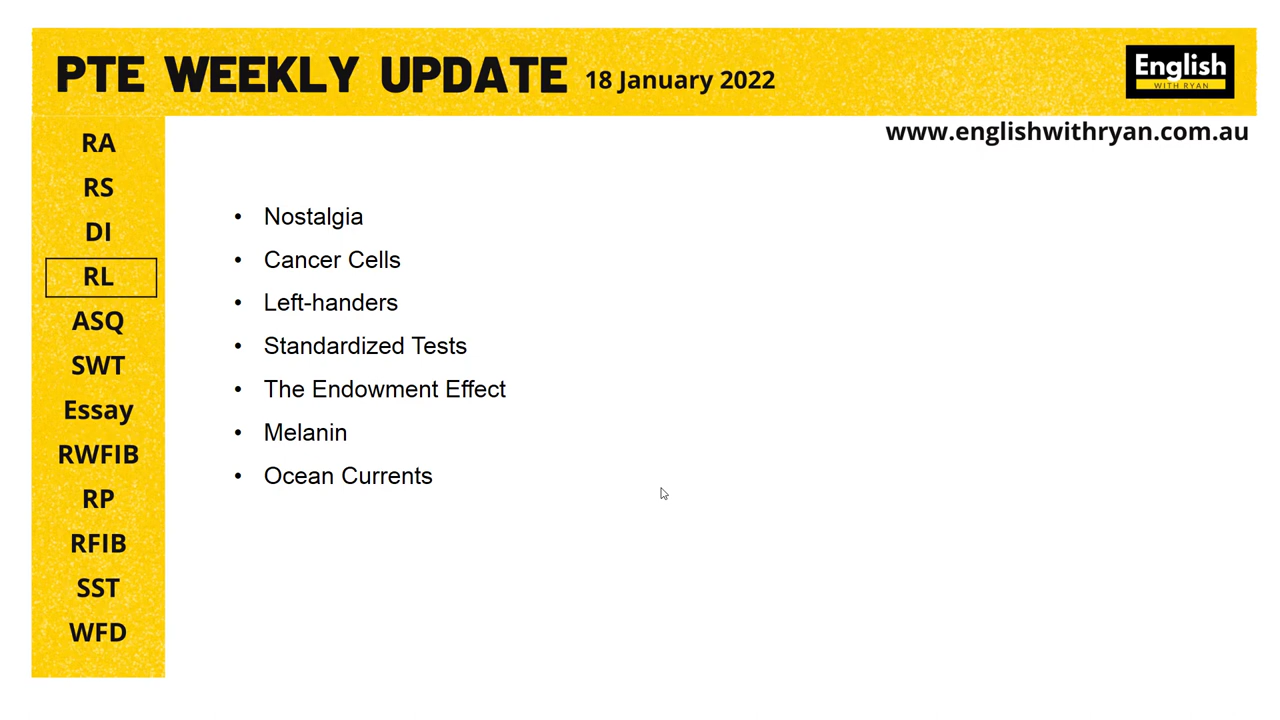 PTE WEEKLY UPDATE 18 January 2022
English
WITH RYAN
www.englishwithryan.com.au
RA
RS
DI
RL
ASQ
SWT
Essay
RWFIB
RP
RFIB
SST
WFD
• Nostalgia
• Cancer Cells
• Left-handers
• Standardized Tests
• The Endowment Effect
• Melanin
• Ocean Currents